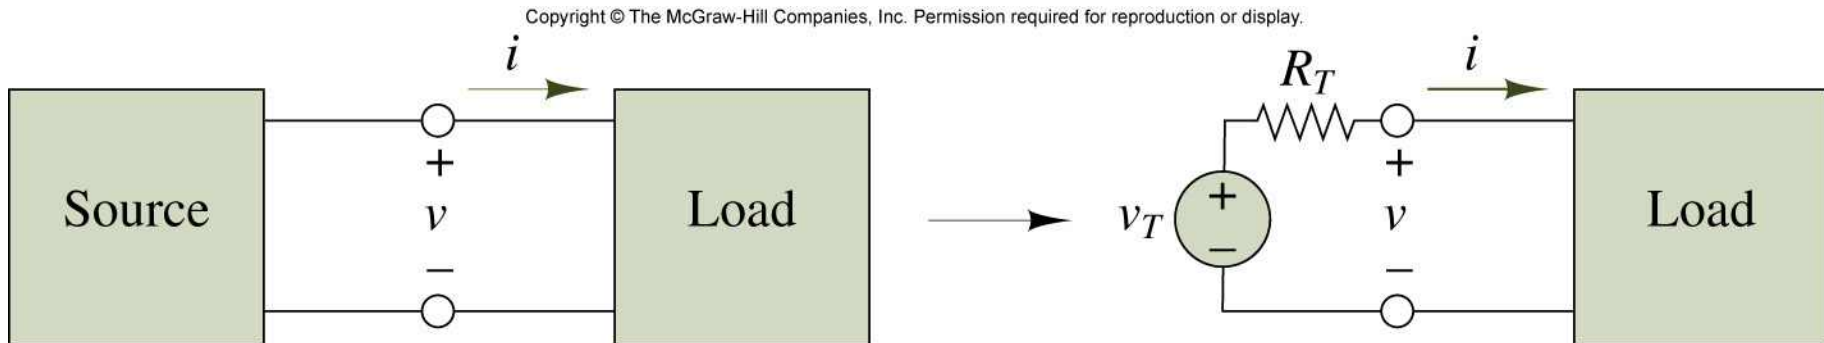 Copyright © The McGraw-Hill Companies, Inc. Permission required for reproduction or display.
i
Source
+
v
−
Load
R_T
i
v_T
+
−
+
v
−
Load